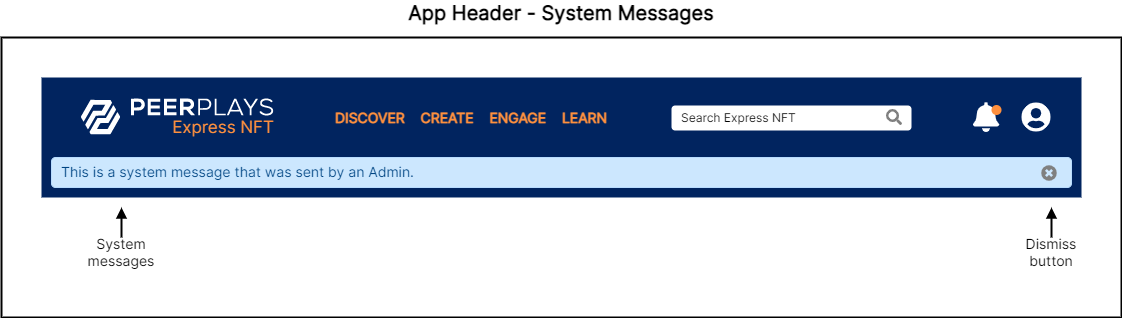 App Header - System Messages
PEERPLAYS
Express NFT
DISCOVER CREATE ENGAGE LEARN
Search Express NFT
This is a system message that was sent by an Admin.
System
messages
Dismiss
button